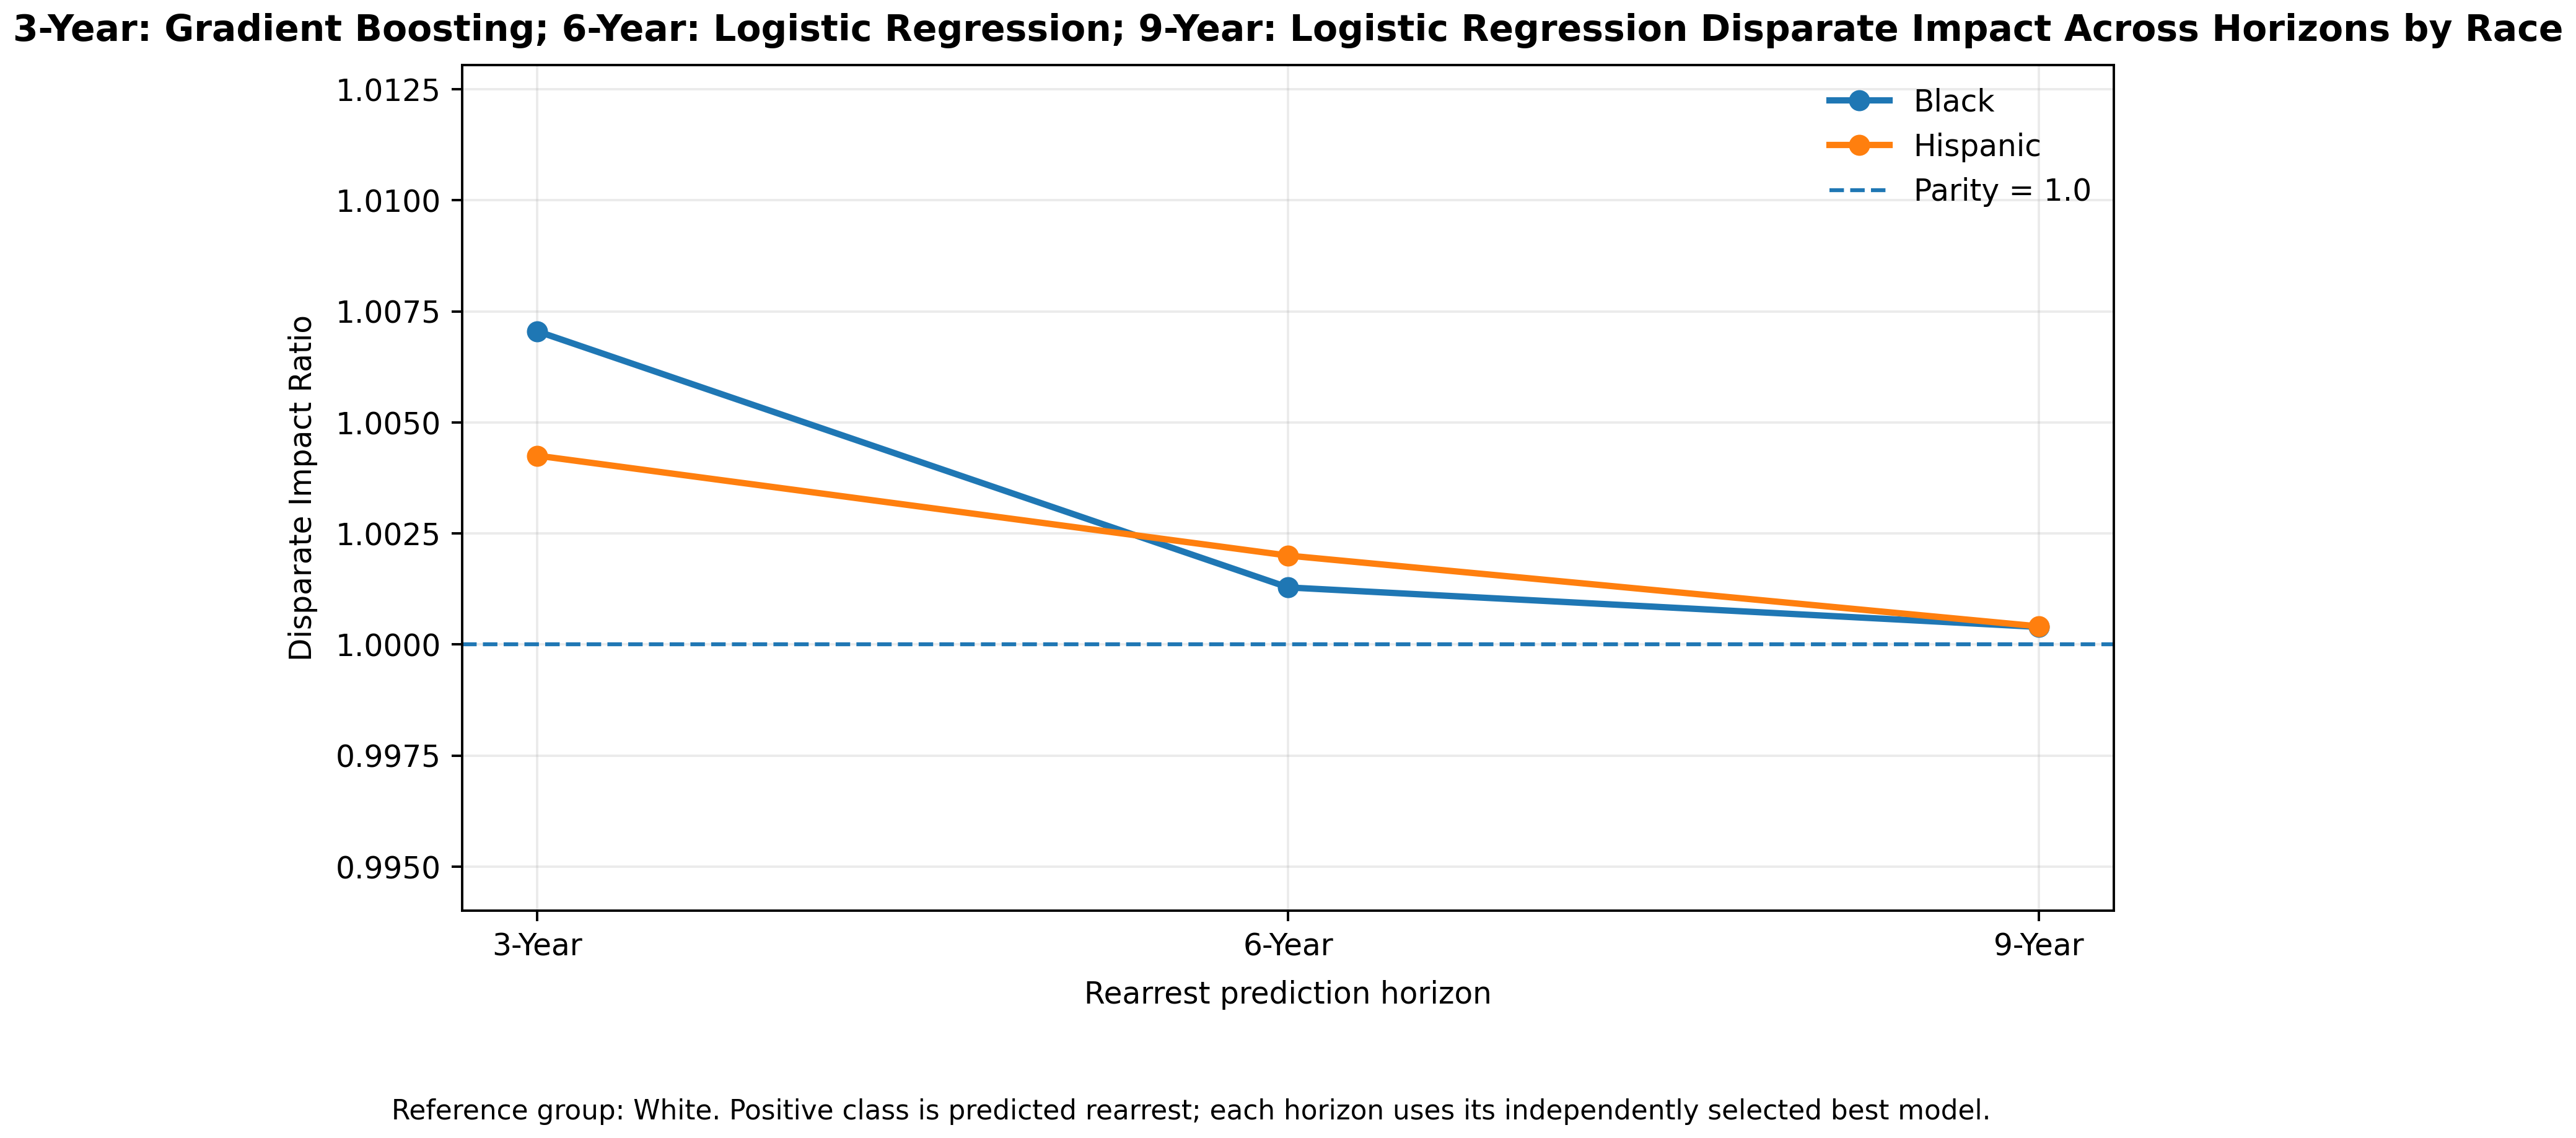 3-Year: Gradient Boosting; 6-Year: Logistic Regression; 9-Year: Logistic Regression Disparate Impact Across Horizons by Race
1.0125
1.0100
1.0075
1.0050
1.0025
1.0000
0.9975
0.9950
Disparate Impact Ratio
Black
Hispanic
Parity = 1.0
3-Year
6-Year
9-Year
Rearrest prediction horizon
Reference group: White. Positive class is predicted rearrest; each horizon uses its independently selected best model.